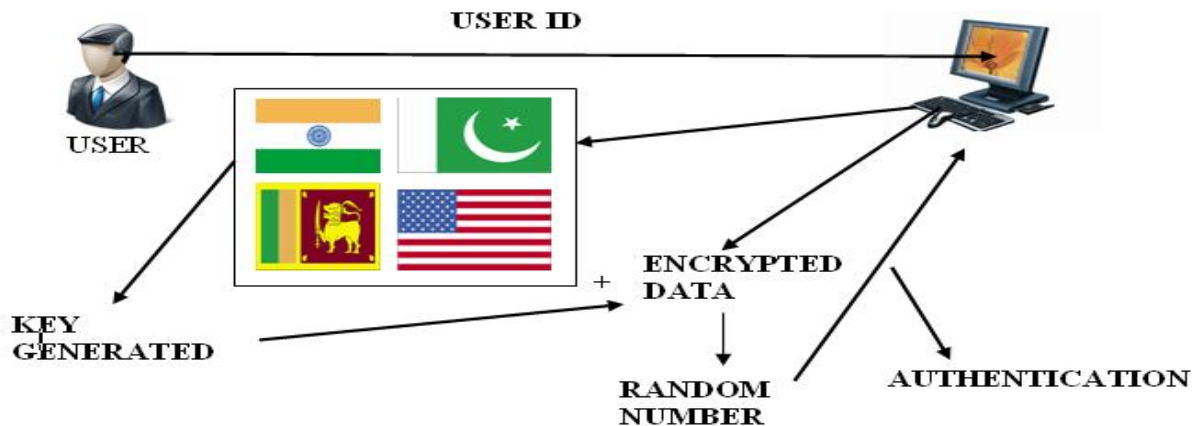 USER ID
USER
+
ENCRYPTED
DATA
KEY
GENERATED
RANDOM
NUMBER
AUTHENTICATION